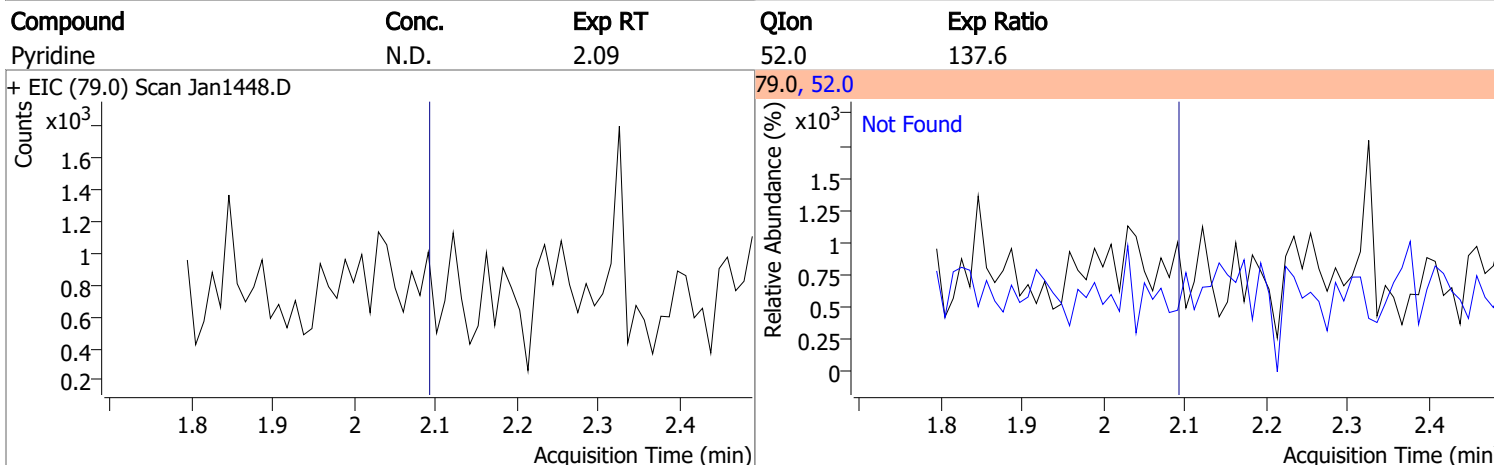 Compound Conc. Exp RT QIon Exp Ratio
Pyridine N.D. 2.09 52.0 137.6
+ EIC (79.0) Scan Jan1448.D
Counts
x103
1.6
1.4
1.2
1
0.8
0.6
0.4
0.2
1.8 1.9 2 2.1 2.2 2.3 2.4
Acquisition Time (min)
79.0, 52.0
Relative Abundance (%)
x103
Not Found
1.5
1.25
1
0.75
0.5
0.25
0
1.8 1.9 2 2.1 2.2 2.3 2.4
Acquisition Time (min